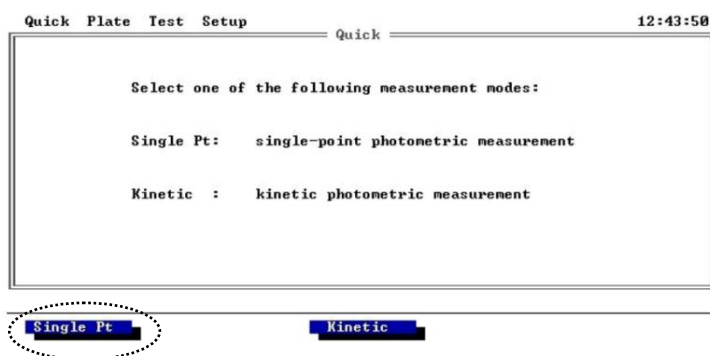 Quick Plate Test Setup 12:43:50
Quick
Select one of the following measurement modes:
Single Pt: single-point photometric measurement
Kinetic : kinetic photometric measurement
Single Pt Kinetic